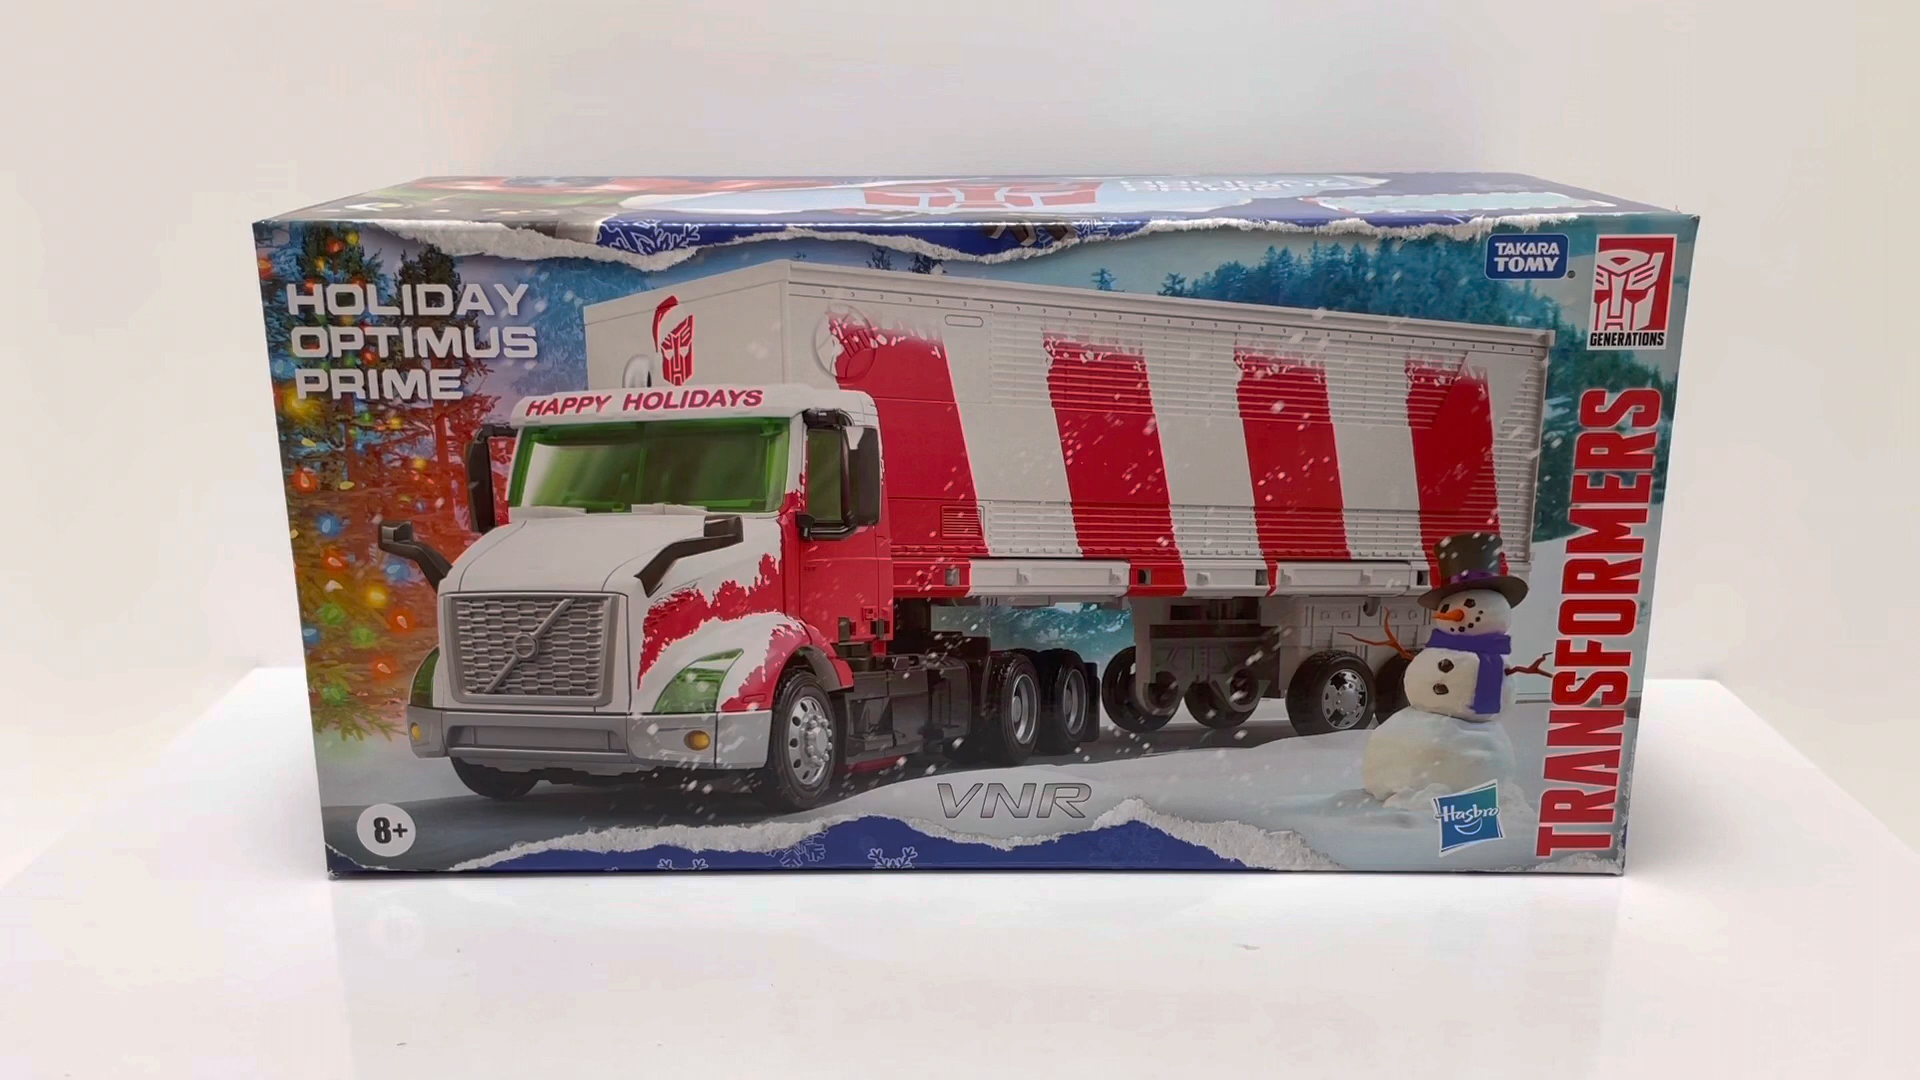 HOLIDAY
OPTIMUS
PRIME
HAPPY HOLIDAYS
TAKARA
TOMY
GENERATIONS
TRANSFORMERS
VNR
8+
Hasbro